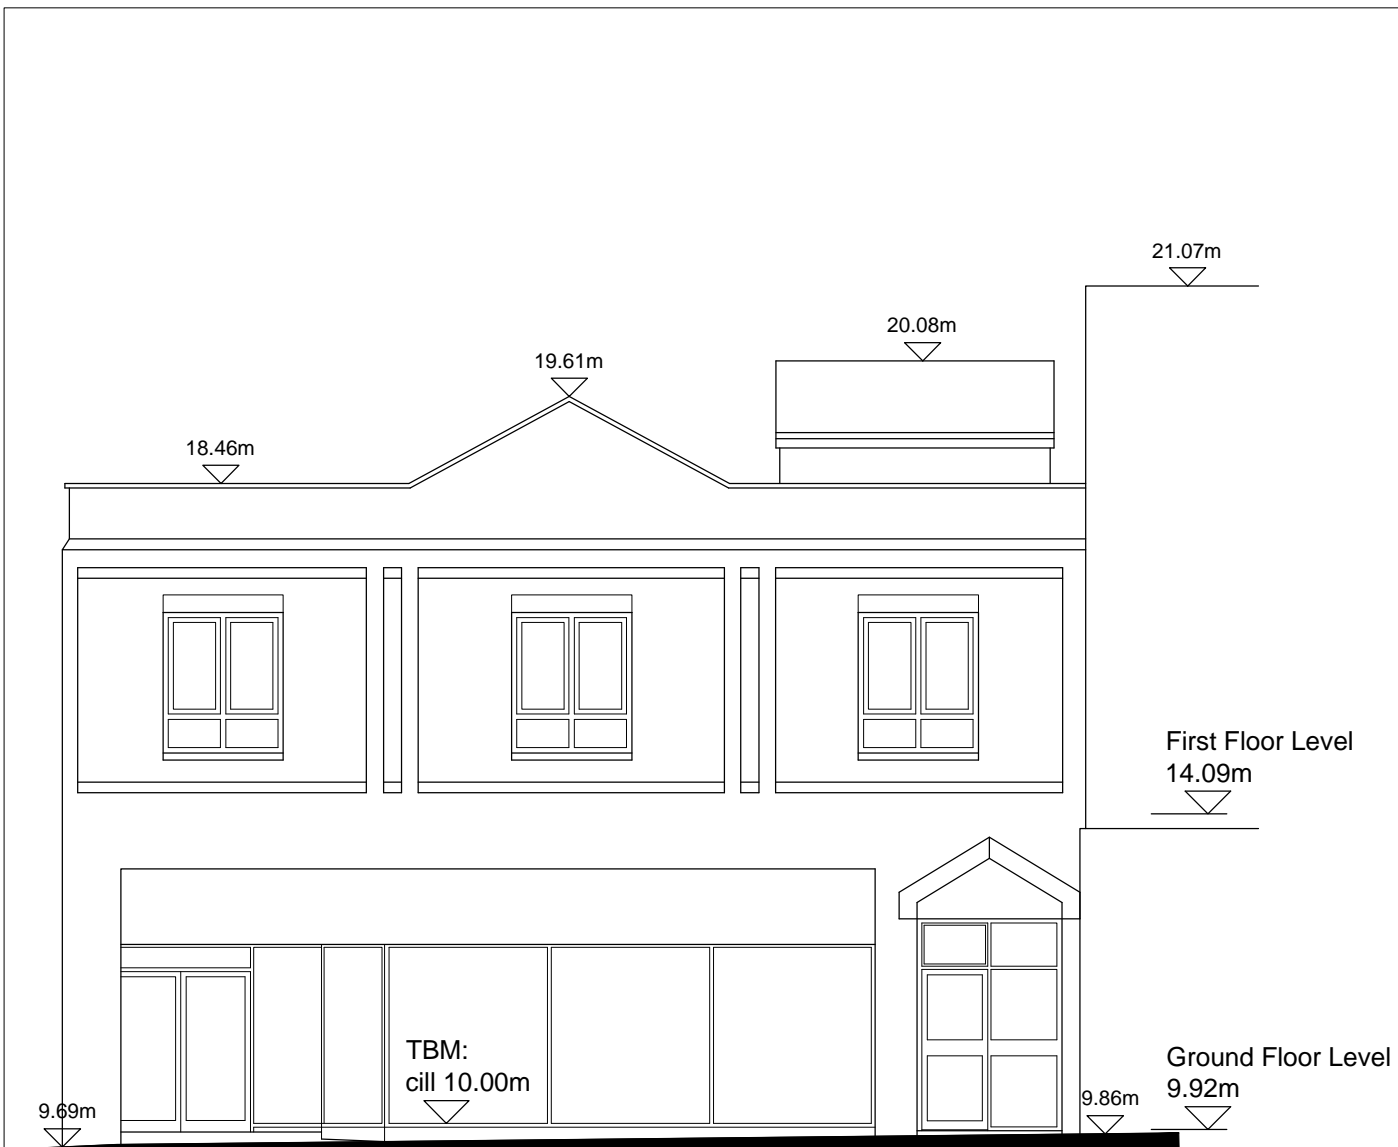 21.07m
20.08m
19.61m
18.46m
First Floor Level
14.09m
TBM:
cill 10.00m
Ground Floor Level
9.92m
9.69m
9.86m